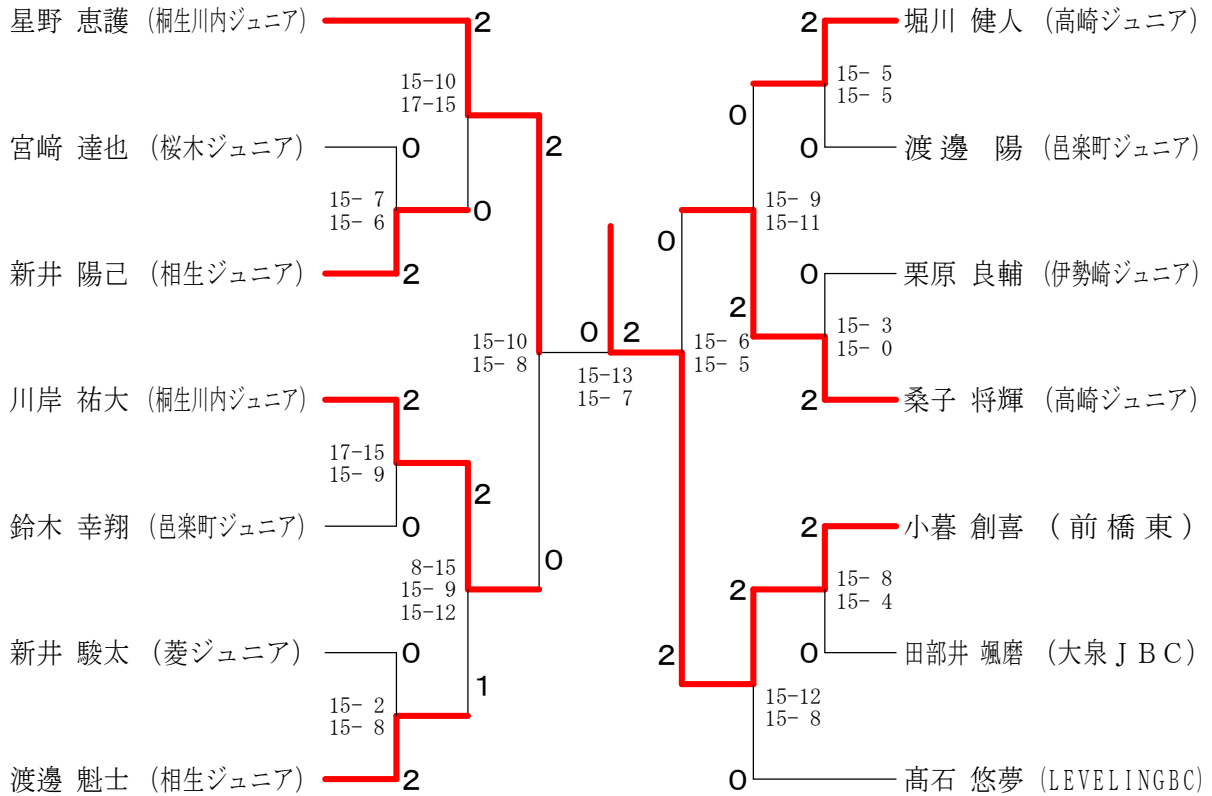 星野 恵護 (桐生川内ジュニア) 2
15-10
17-15
宮﨑 達也 (桜木ジュニア) 0
15- 7
15- 6
0
新井 陽己 (相生ジュニア) 2
2
15-10
15- 8
川岸 祐大 (桐生川内ジュニア) 2
17-15
15- 9
2
鈴木 幸翔 (邑楽町ジュニア) 0
8-15
15- 9
15-12
0
新井 駿太 (菱ジュニア) 0
15- 2
15- 8
1
渡邊 魁士 (相生ジュニア) 2
0 2
15-13
15- 7
2 堀川 健人 (高崎ジュニア)
15- 5
15- 5
0
0 渡邊 陽 (邑楽町ジュニア)
15- 9
15-11
0
0 栗原 良輔 (伊勢崎ジュニア)
2
15- 3
15- 0
15- 6
15- 5
2 桑子 将輝 (高崎ジュニア)
2 小暮 創喜 (前橋東)
15- 8
15- 4
2
0 田部井 颯磨 (大泉JBC)
2
15-12
15- 8
0 髙石 悠夢 (LEVELINGBC)